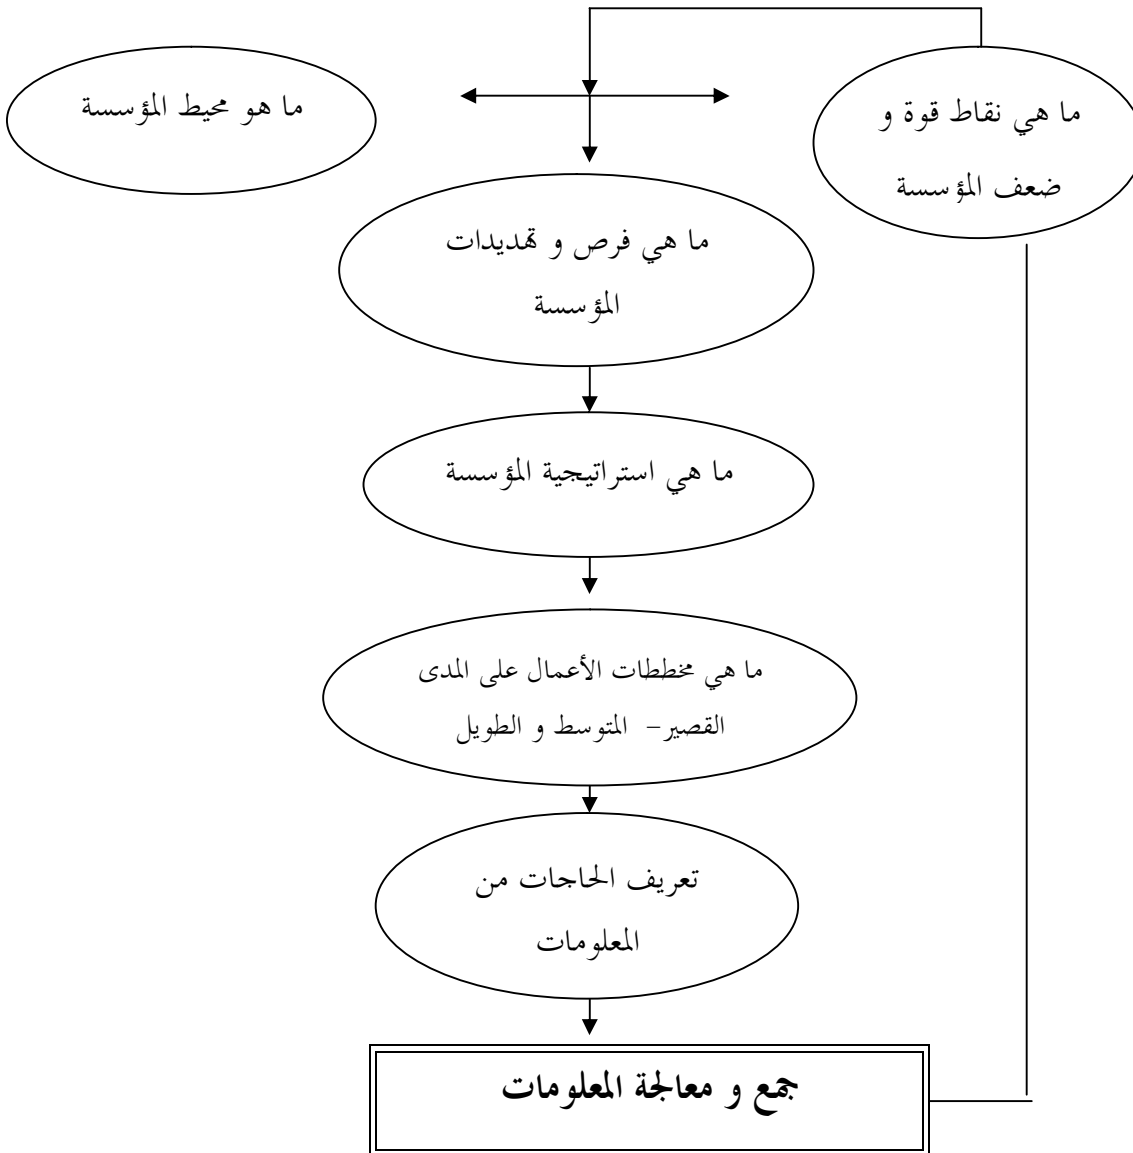 ما هي نقاط قوة و
ضعف المؤسسة
ما هو محيط المؤسسة
ما هي فرص و تهديدات
المؤسسة
ما هي استراتيجية المؤسسة
ما هي مخططات الأعمال على المدى
القصير- المتوسط و الطويل
تعريف الحاجات من
المعلومات
جمع و معالجة المعلومات